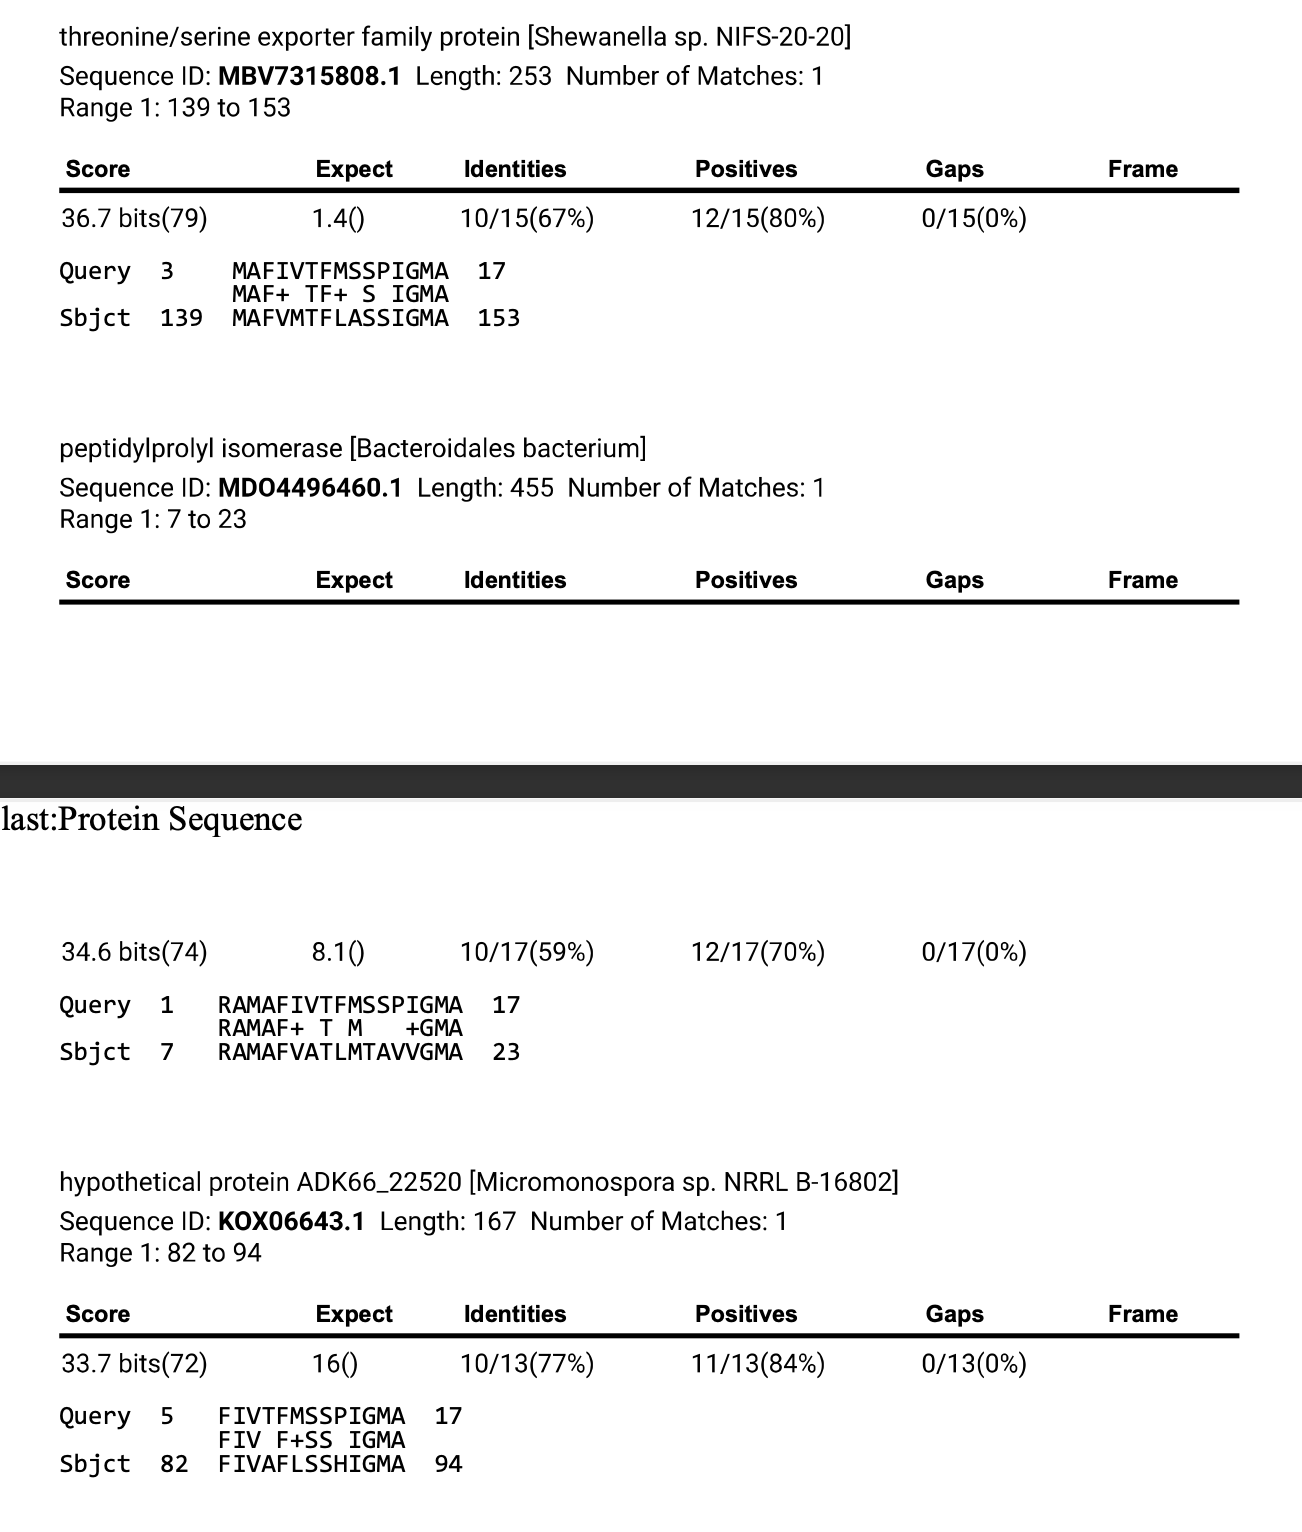 threonine/serine exporter family protein [Shewanella sp. NIFS-20-20]
Sequence ID: MBV7315808.1 Length: 253 Number of Matches: 1
Range 1: 139 to 153
Score Expect Identities Positives Gaps Frame
36.7 bits(79) 1.4() 10/15(67%) 12/15(80%) 0/15(0%)
Query 3 MAFIVTFMSSPIGMA 17
MAF+ TF+ S IGMA
Sbjct 139 MAFVMTFLASSIGMA 153
peptidylprolyl isomerase [Bacteroidales bacterium]
Sequence ID: MDO4496460.1 Length: 455 Number of Matches: 1
Range 1: 7 to 23
Score Expect Identities Positives Gaps Frame
last:Protein Sequence
34.6 bits(74) 8.1() 10/17(59%) 12/17(70%) 0/17(0%)
Query 1 RAMAFIVTFMSSPIGMA 17
RAMAF+ T M +GMA
Sbjct 7 RAMAFVATLMTAVVGMA 23
hypothetical protein ADK66_22520 [Micromonospora sp. NRRL B-16802]
Sequence ID: KOX06643.1 Length: 167 Number of Matches: 1
Range 1: 82 to 94
Score Expect Identities Positives Gaps Frame
33.7 bits(72) 16() 10/13(77%) 11/13(84%) 0/13(0%)
Query 5 FIVTFMSSPIGMA 17
FIV F+SS IGMA
Sbjct 82 FIVAFLSSHIGMA 94